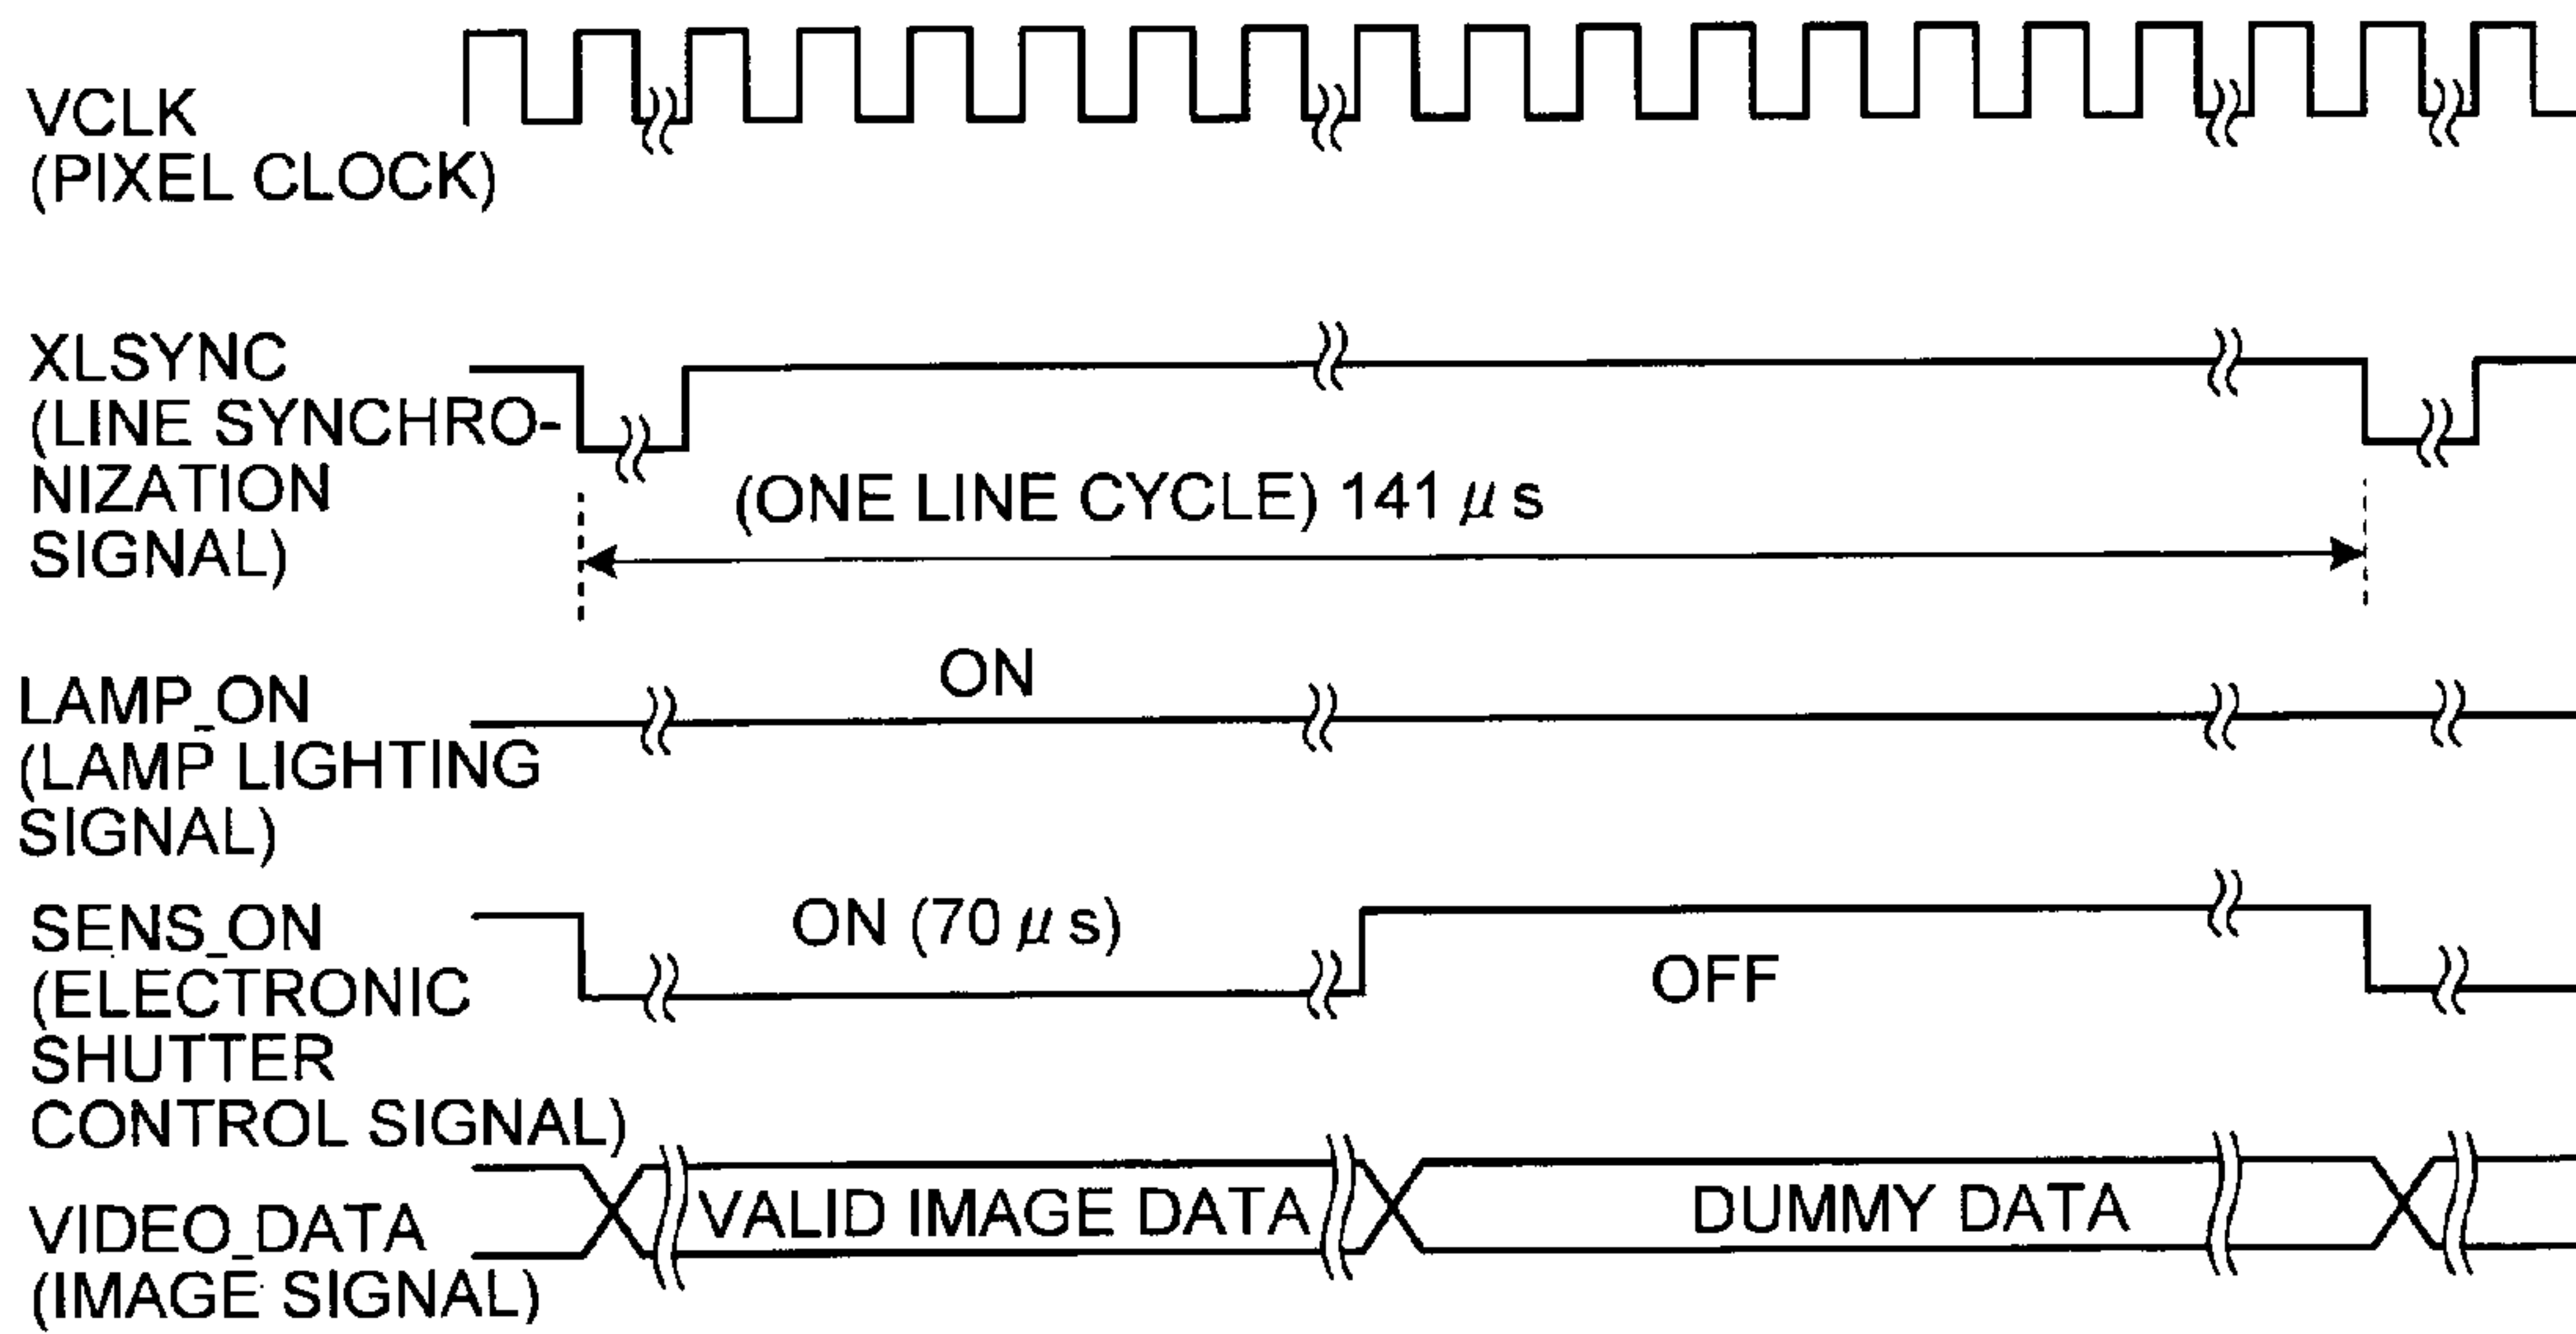 VCLK
(PIXEL CLOCK)
XLSYNC
(LINE SYNCHRO-
NIZATION
SIGNAL)
(ONE LINE CYCLE) 141 μs
LAMP_ON
(LAMP LIGHTING
SIGNAL)
ON
SENS_ON
(ELECTRONIC
SHUTTER
CONTROL SIGNAL)
ON (70 μs)
OFF
VIDEO_DATA
(IMAGE SIGNAL)
VALID IMAGE DATA
DUMMY DATA